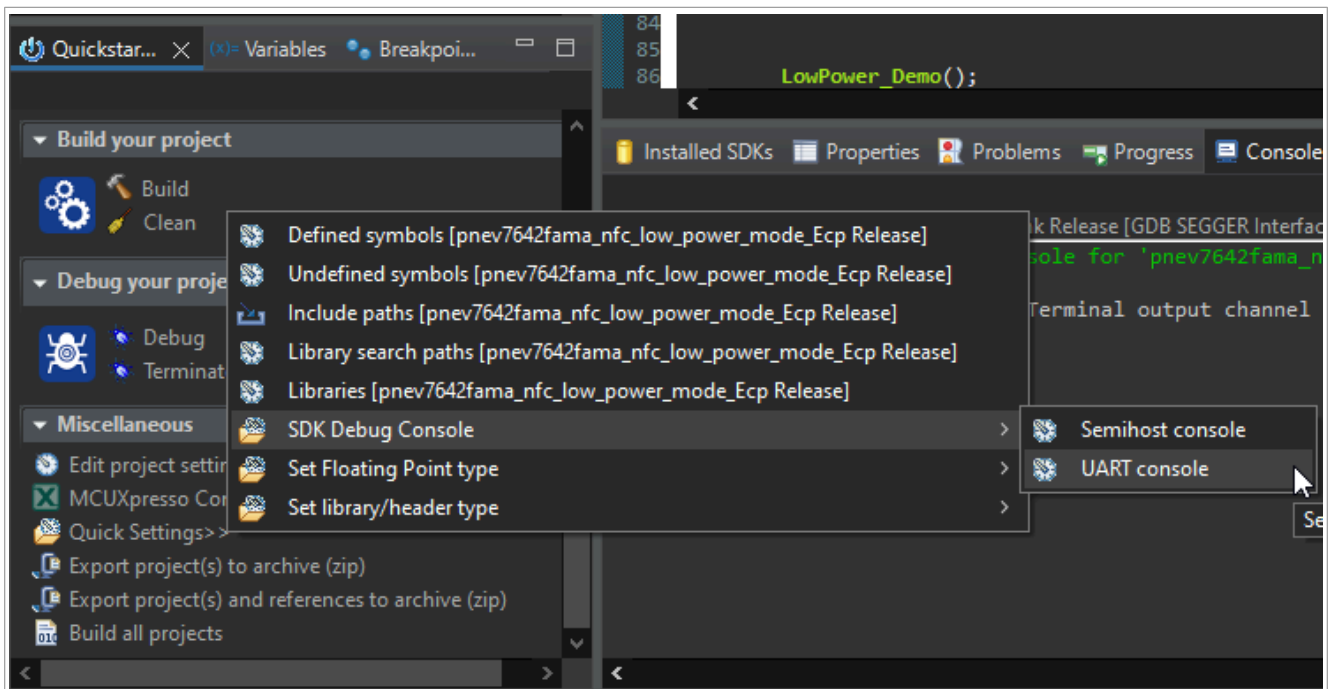 Quickstar... (x)= Variables Breakpoi...
84
85
86 LowPower_Demo();
Build your project
Build
Clean
Debug your proje
Debug
Terminat
Miscellaneous
Edit project settin
MCUXpresso Con
Quick Settings>>
Export project(s) to archive (zip)
Export project(s) and references to archive (zip)
Build all projects
Installed SDKs Properties Problems Progress Console
k Release [GDB SEGGER Interfac
sole for 'pnev7642fama_n
Terminal output channel
Defined symbols [pnev7642fama_nfc_low_power_mode_Ecp Release]
Undefined symbols [pnev7642fama_nfc_low_power_mode_Ecp Release]
Include paths [pnev7642fama_nfc_low_power_mode_Ecp Release]
Library search paths [pnev7642fama_nfc_low_power_mode_Ecp Release]
Libraries [pnev7642fama_nfc_low_power_mode_Ecp Release]
SDK Debug Console
Set Floating Point type
Set library/header type
Semihost console
UART console
Se